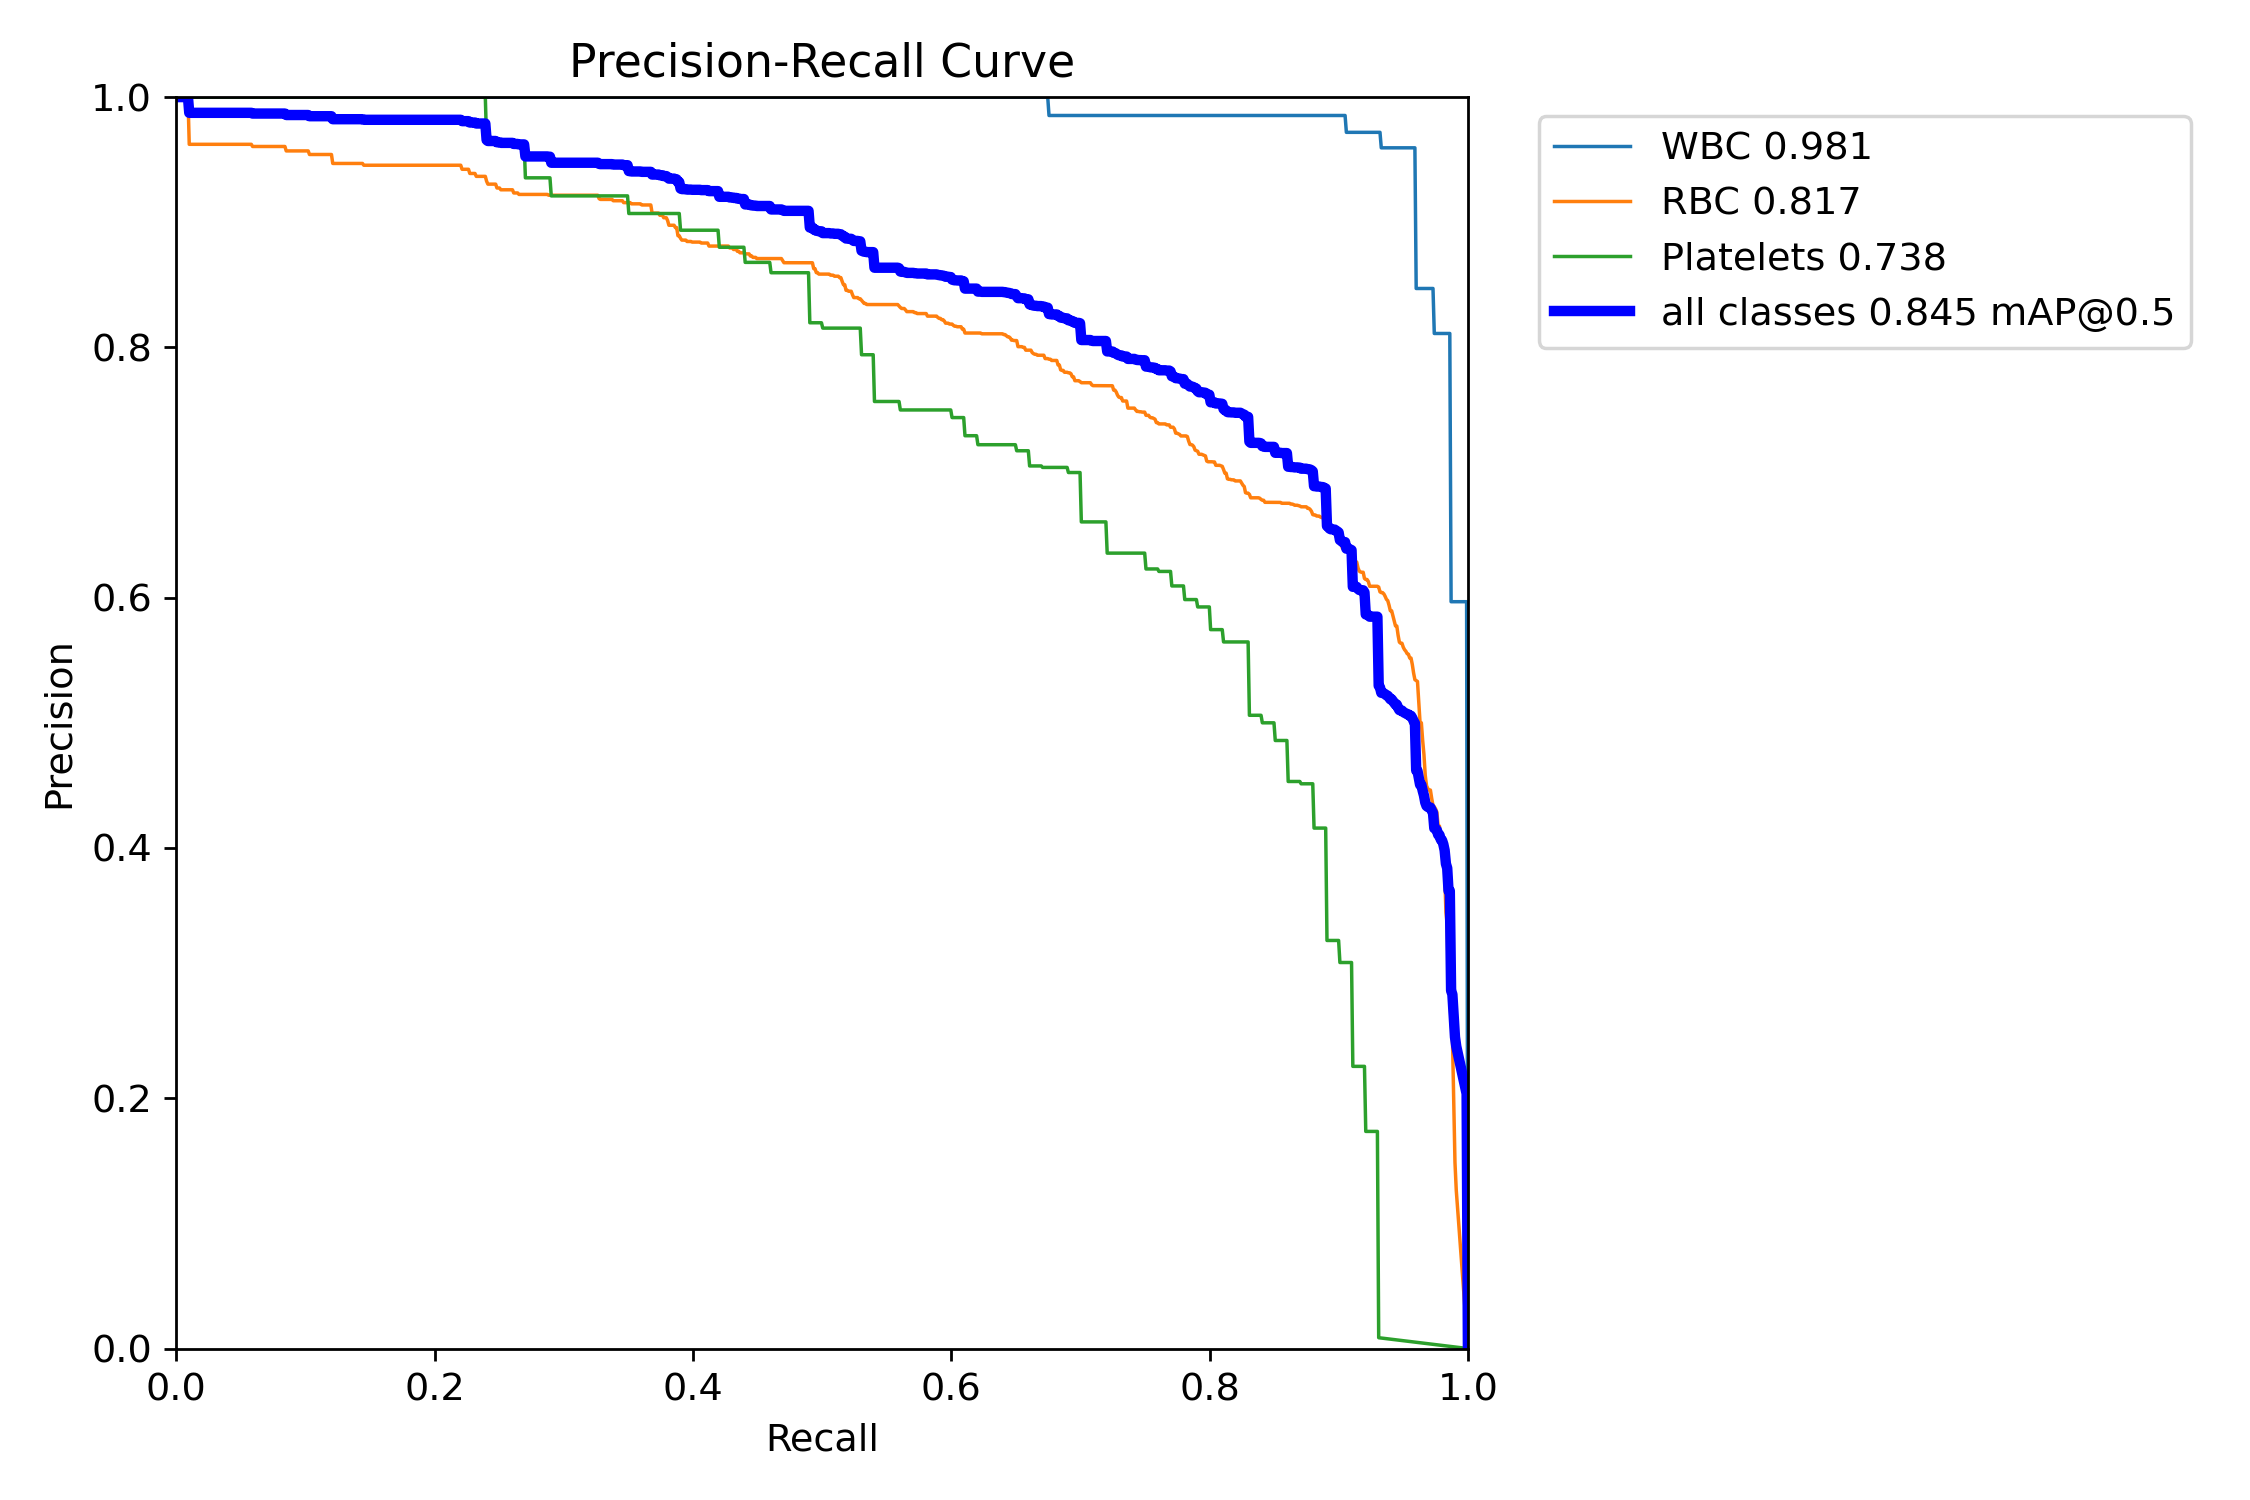 Precision-Recall Curve
1.0
0.8
0.6
0.4
0.2
0.0
Precision
0.0 0.2 0.4 0.6 0.8 1.0
Recall
WBC 0.981
RBC 0.817
Platelets 0.738
all classes 0.845 mAP@0.5